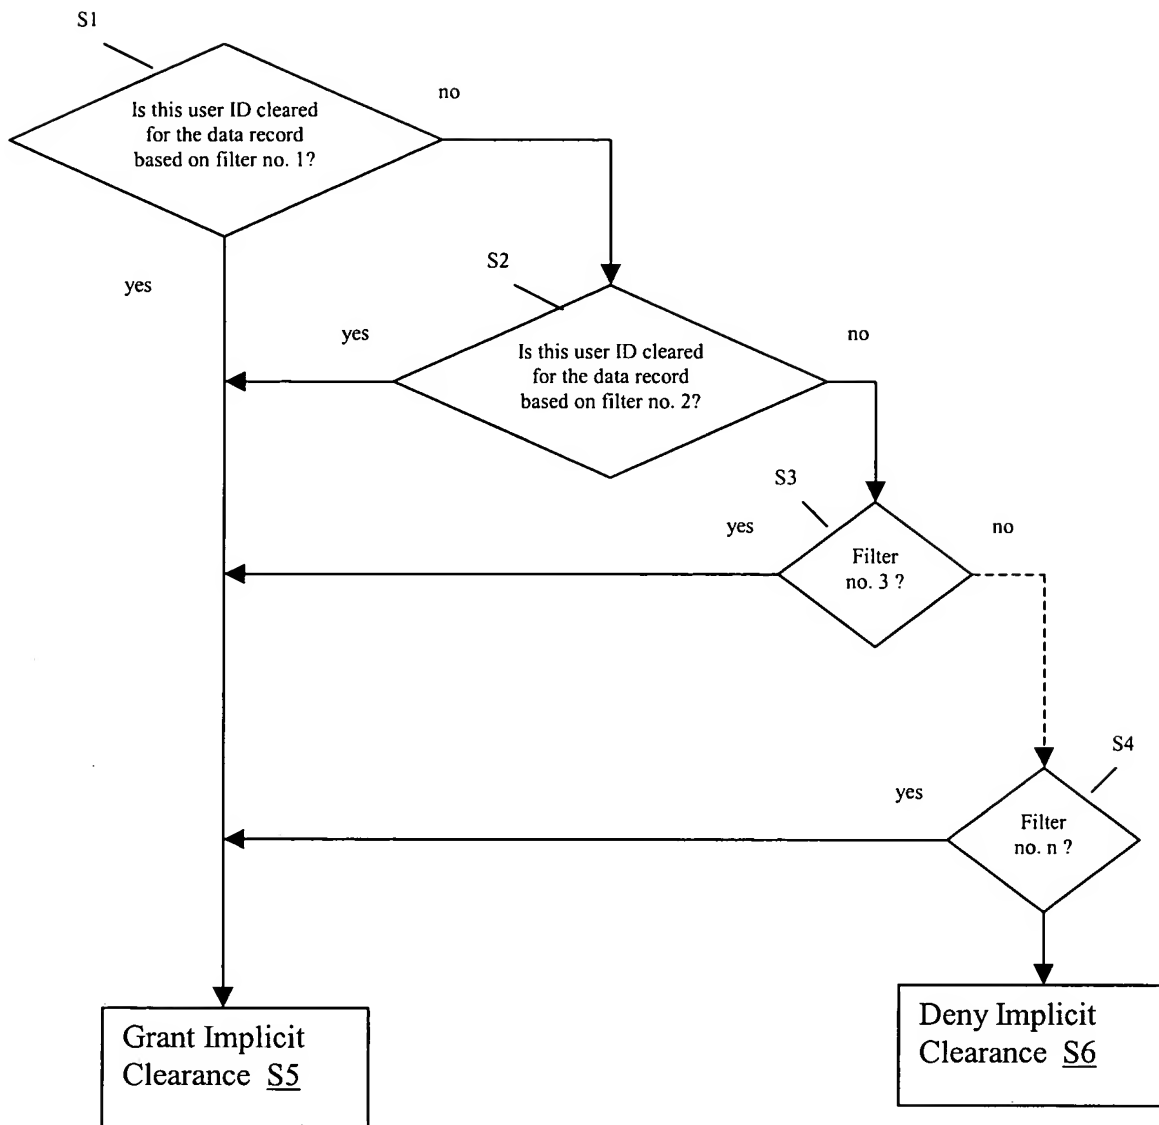 S1
no
Is this user ID cleared
for the data record
based on filter no. 1?
yes
S2
yes
no
Is this user ID cleared
for the data record
based on filter no. 2?
S3
yes
no
Filter
no. 3 ?
S4
yes
Filter
no. n ?
Grant Implicit
Clearance S5
Deny Implicit
Clearance S6